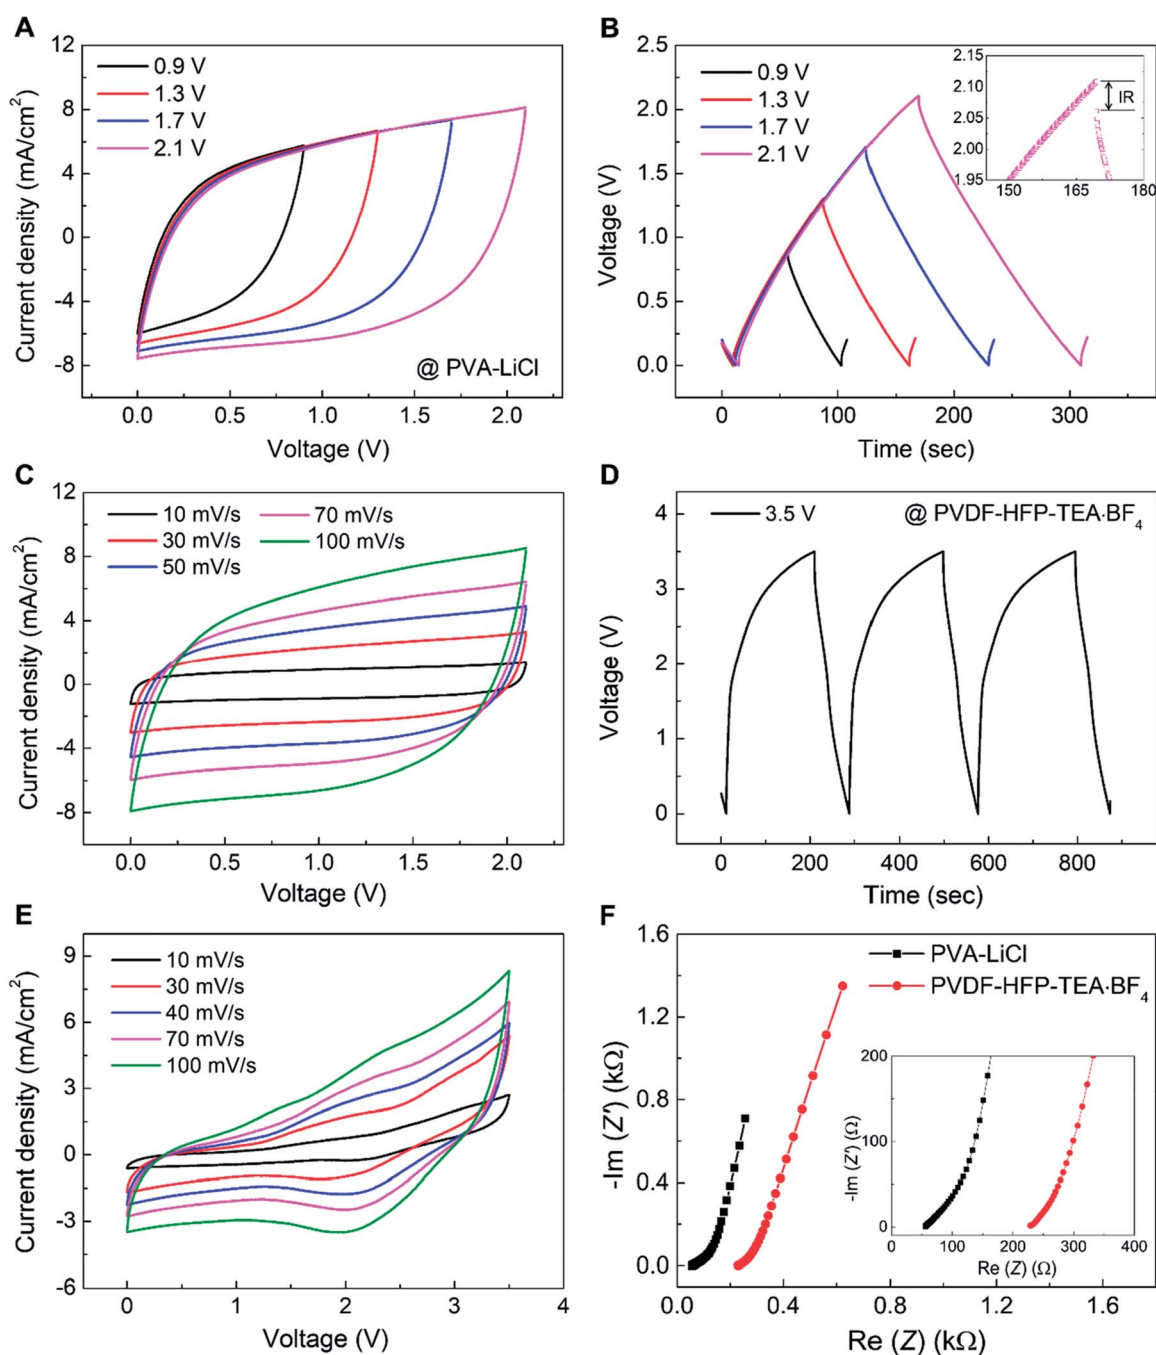 A
12
8
4
0
-4
-8
Current density (mA/cm²)
0.9 V
1.3 V
1.7 V
2.1 V
@ PVA-LiCl
0.0 0.5 1.0 1.5 2.0
Voltage (V)
B
2.5
2.0
1.5
1.0
0.5
0.0
Voltage (V)
0.9 V
1.3 V
1.7 V
2.1 V
2.15
2.10
2.05
2.00
1.95
IR
150 165 180
0 100 200 300
Time (sec)
C
12
8
4
0
-4
-8
Current density (mA/cm²)
10 mV/s
30 mV/s
50 mV/s
70 mV/s
100 mV/s
0.0 0.5 1.0 1.5 2.0
Voltage (V)
D
4
3
2
1
0
Voltage (V)
3.5 V
@ PVDF-HFP-TEA·BF₄
0 200 400 600 800
Time (sec)
E
9
6
3
0
-3
-6
Current density (mA/cm²)
10 mV/s
30 mV/s
40 mV/s
70 mV/s
100 mV/s
0 1 2 3 4
Voltage (V)
F
1.6
1.2
0.8
0.4
0.0
-Im (Z') (kΩ)
PVA-LiCl
PVDF-HFP-TEA·BF₄
200
100
0
-Im (Z') (Ω)
0 100 200 300 400
Re (Z) (Ω)
0.0 0.4 0.8 1.2 1.6
Re (Z) (kΩ)